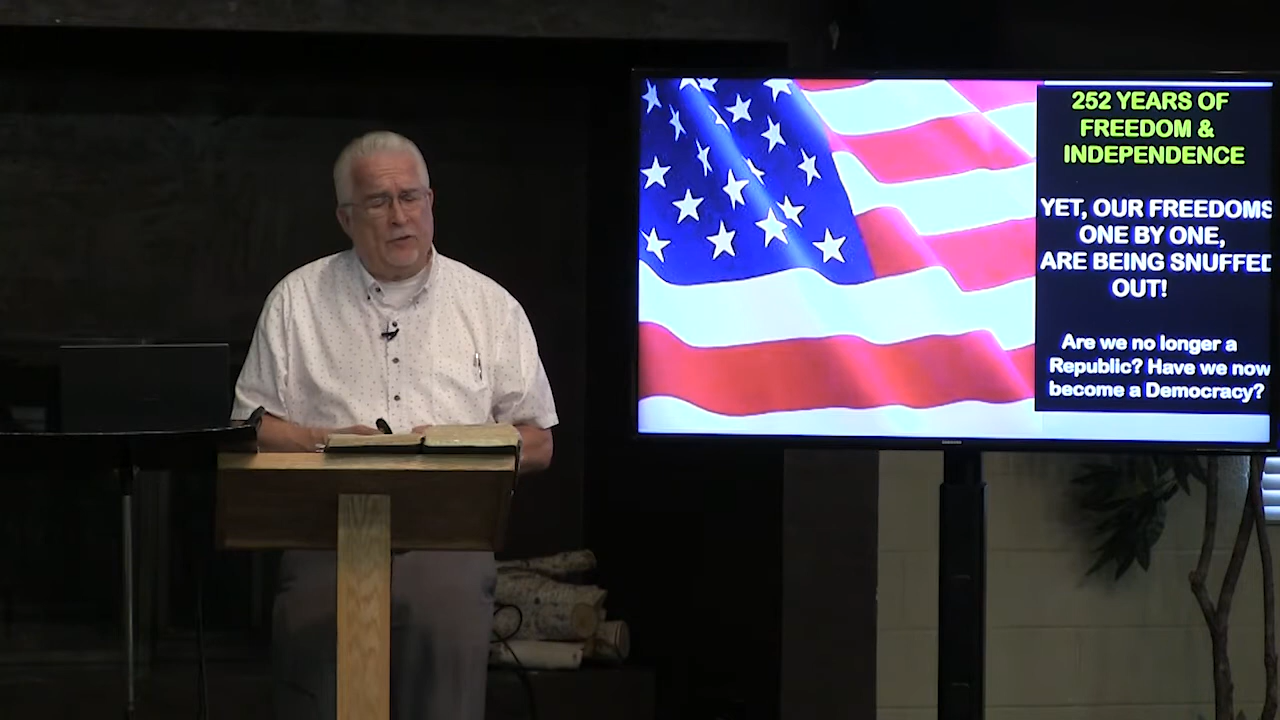 252 YEARS OF
FREEDOM &
INDEPENDENCE
YET, OUR FREEDOMS
ONE BY ONE,
ARE BEING SNUFFED
OUT!
Are we no longer a
Republic? Have we now
become a Democracy?